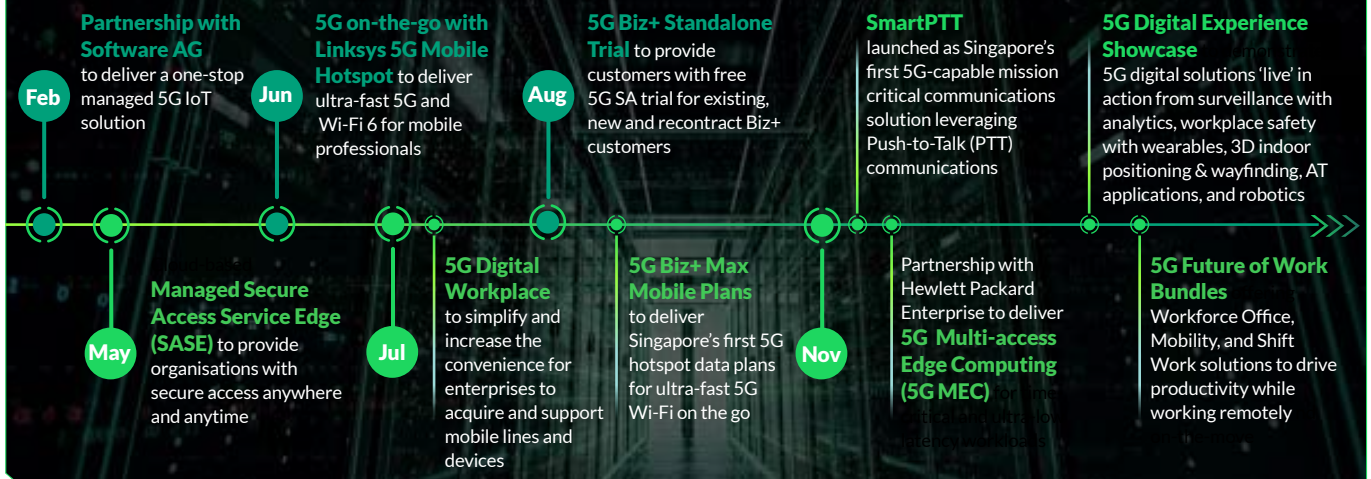 Partnership with
Software AG
to deliver a one-stop
managed 5G IoT
solution
Feb
5G on-the-go with
Linksys 5G Mobile
Hotspot to deliver
ultra-fast 5G and
Wi-Fi 6 for mobile
professionals
Jun
5G Biz+ Standalone
Trial to provide
customers with free
5G SA trial for existing,
new and recontract Biz+
customers
Aug
SmartPTT
launched as Singapore's
first 5G-capable mission
critical communications
solution leveraging
Push-to-Talk (PTT)
communications
5G Digital Experience
Showcase
5G digital solutions ‘live’ in
action from surveillance with
analytics, workplace safety
with wearables, 3D indoor
positioning & wayfinding, AT
applications, and robotics
May
Managed Secure
Access Service Edge
(SASE) to provide
organisations with
secure access anywhere
and anytime
Jul
5G Digital
Workplace
to simplify and
increase the
convenience for
enterprises to
acquire and support
mobile lines and
devices
5G Biz+ Max
Mobile Plans
to deliver
Singapore's first 5G
hotspot data plans
for ultra-fast 5G
Wi-Fi on the go
Nov
Partnership with
Hewlett Packard
Enterprise to deliver
5G Multi-access
Edge Computing
(5G MEC) for time
critical and ultra-low
latency workloads
5G Future of Work
Bundles
Workforce Office,
Mobility, and Shift
Work solutions to drive
productivity while
working remotely